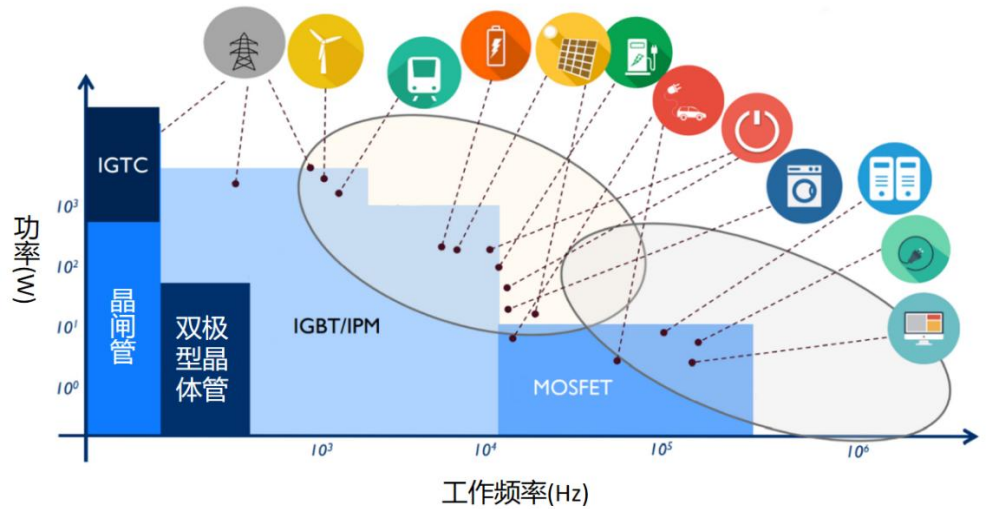 IGTC
10³
功率(W)
10²
晶闸管
双极型晶体管
IGBT/IPM
10¹
10⁰
MOSFET
10³
10⁴
10⁵
10⁶
工作频率(Hz)